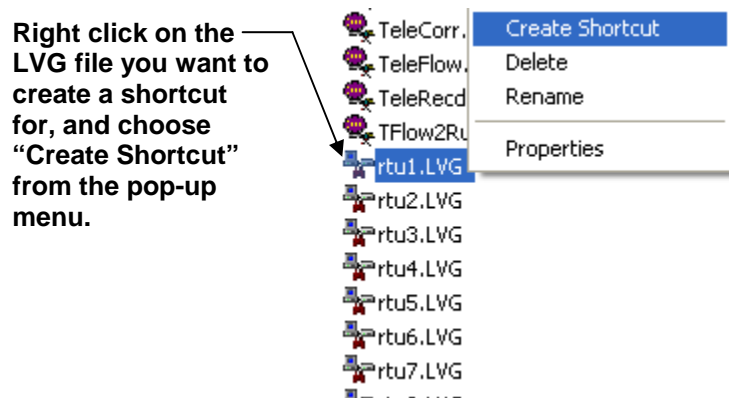 Right click on the
LVG file you want to
create a shortcut
for, and choose
“Create Shortcut”
from the pop-up
menu.
TeleCorr.
TeleFlow.
TeleRecd
TFlow2Ru
rtu1.LVG
rtu2.LVG
rtu3.LVG
rtu4.LVG
rtu5.LVG
rtu6.LVG
rtu7.LVG
Create Shortcut
Delete
Rename
Properties